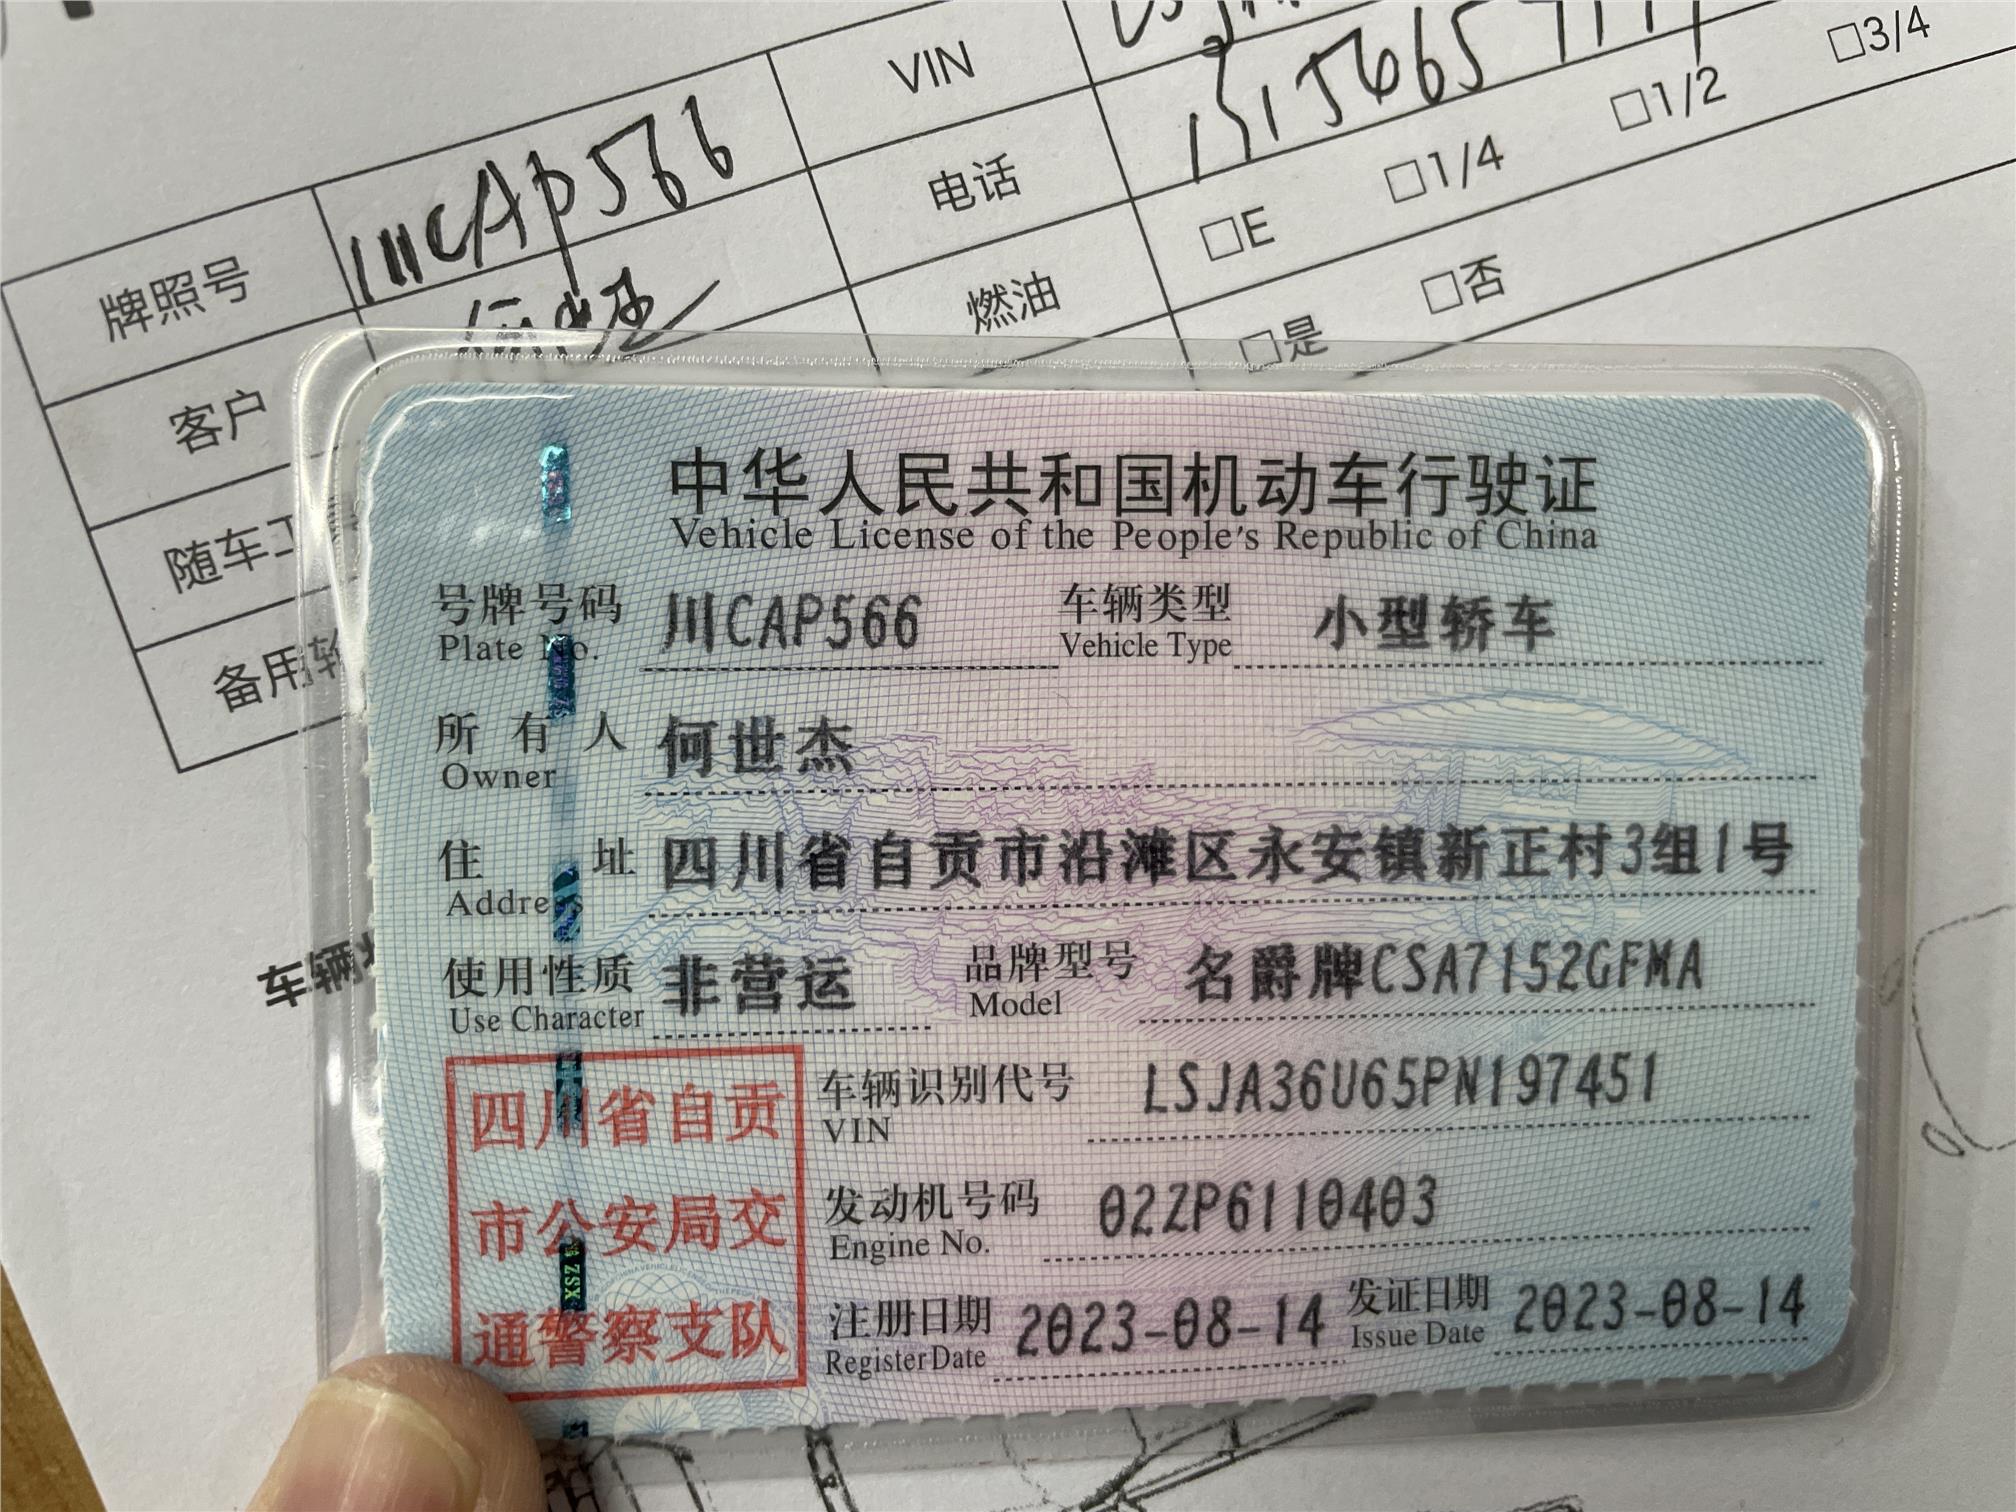 VIN
牌照号 川CAP566
电话
□E □1/4 □1/2 □3/4
客户
燃油
□是 □否
随车工
备用轮
中华人民共和国机动车行驶证
Vehicle License of the People's Republic of China
号牌号码 川CAP566 车辆类型 小型轿车
Plate No. Vehicle Type
所有人 何世杰
Owner
住址 四川省自贡市沿滩区永安镇新正村3组1号
Address
使用性质 非营运 品牌型号 名爵牌CSA7152GFMA
Use Character Model
车辆
四川省自贡
市公安局交
通警察支队
车辆识别代号 LSJA36U65PN197451
VIN
发动机号码 02ZP6110403
Engine No.
注册日期 2023-08-14 发证日期 2023-08-14
Register Date Issue Date
XSZ